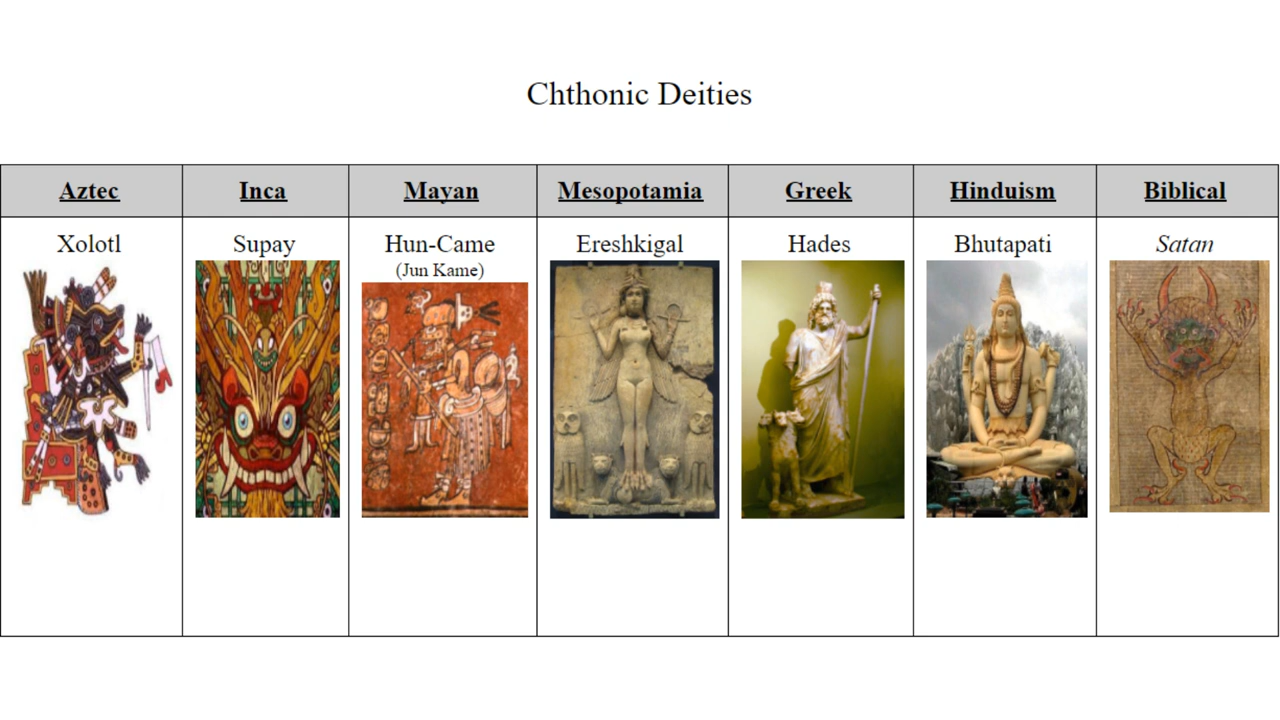 Chthonic Deities
Aztec Inca Mayan Mesopotamia Greek Hinduism Biblical
Xolotl Supay Hun-Came Ereshkigal Hades Bhutapati Satan
(Jun Kame)